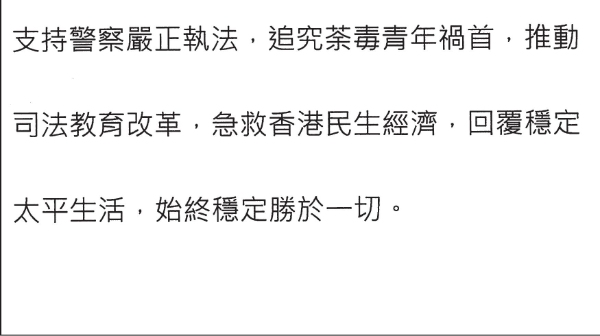 支持警察嚴正執法，追究荼毒青年禍首，推動
司法教育改革，急救香港民生經濟，回覆穩定
太平生活，始終穩定勝於一切。